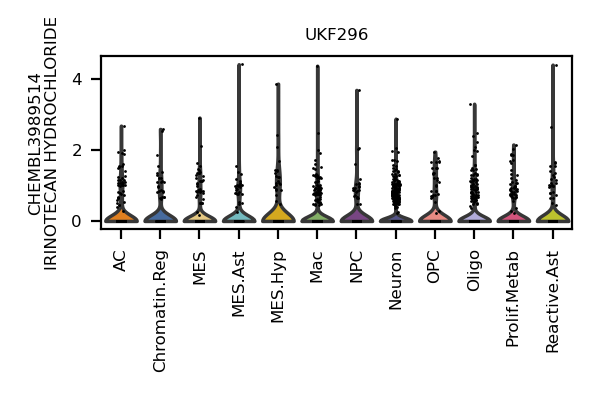 UKF296
CHEMBL3989514
IRINOTECAN HYDROCHLORIDE
4
2
0
AC
Chromatin.Reg
MES
MES.Ast
MES.Hyp
Mac
NPC
Neuron
OPC
Oligo
Prolif.Metab
Reactive.Ast